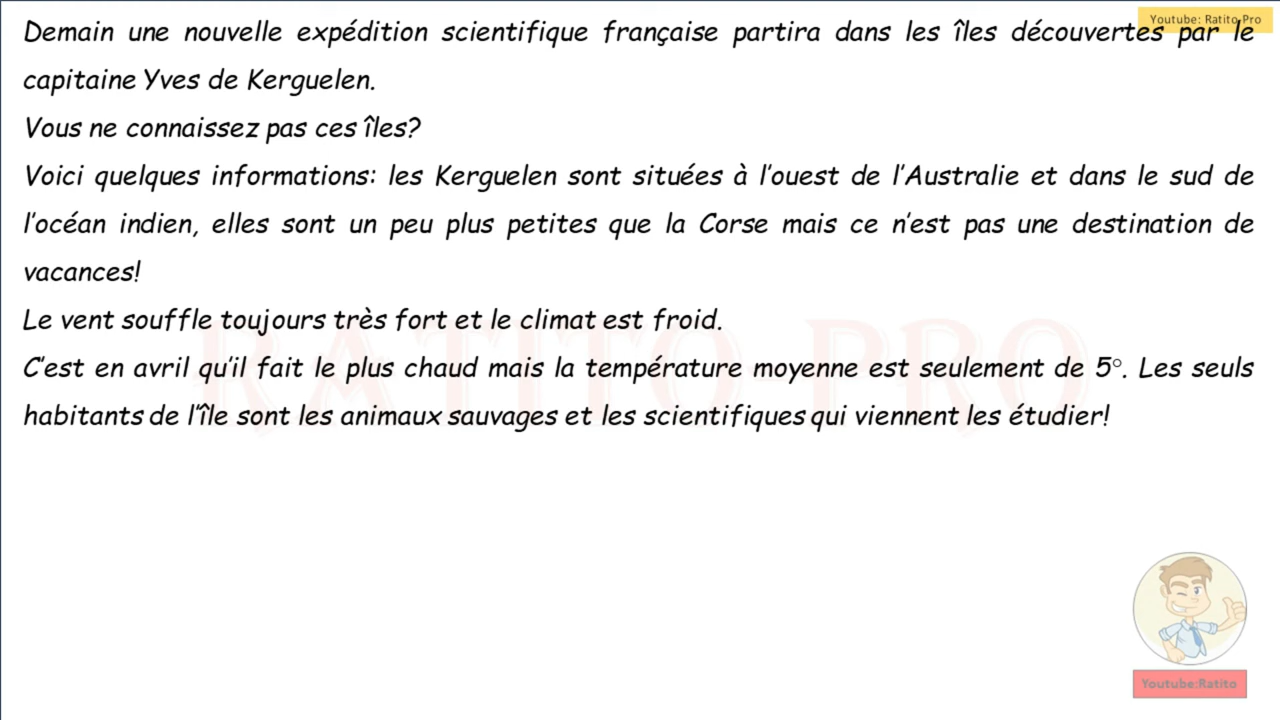 Youtube: Ratito Pro
Demain une nouvelle expédition scientifique française partira dans les îles découvertes par le
capitaine Yves de Kerguelen.
Vous ne connaissez pas ces îles?
Voici quelques informations: les Kerguelen sont situées à l'ouest de l'Australie et dans le sud de
l'océan indien, elles sont un peu plus petites que la Corse mais ce n'est pas une destination de
vacances!
Le vent souffle toujours très fort et le climat est froid.
C'est en avril qu'il fait le plus chaud mais la température moyenne est seulement de 5°. Les seuls
habitants de l'île sont les animaux sauvages et les scientifiques qui viennent les étudier!
RATITO-PRO
Youtube:Ratito